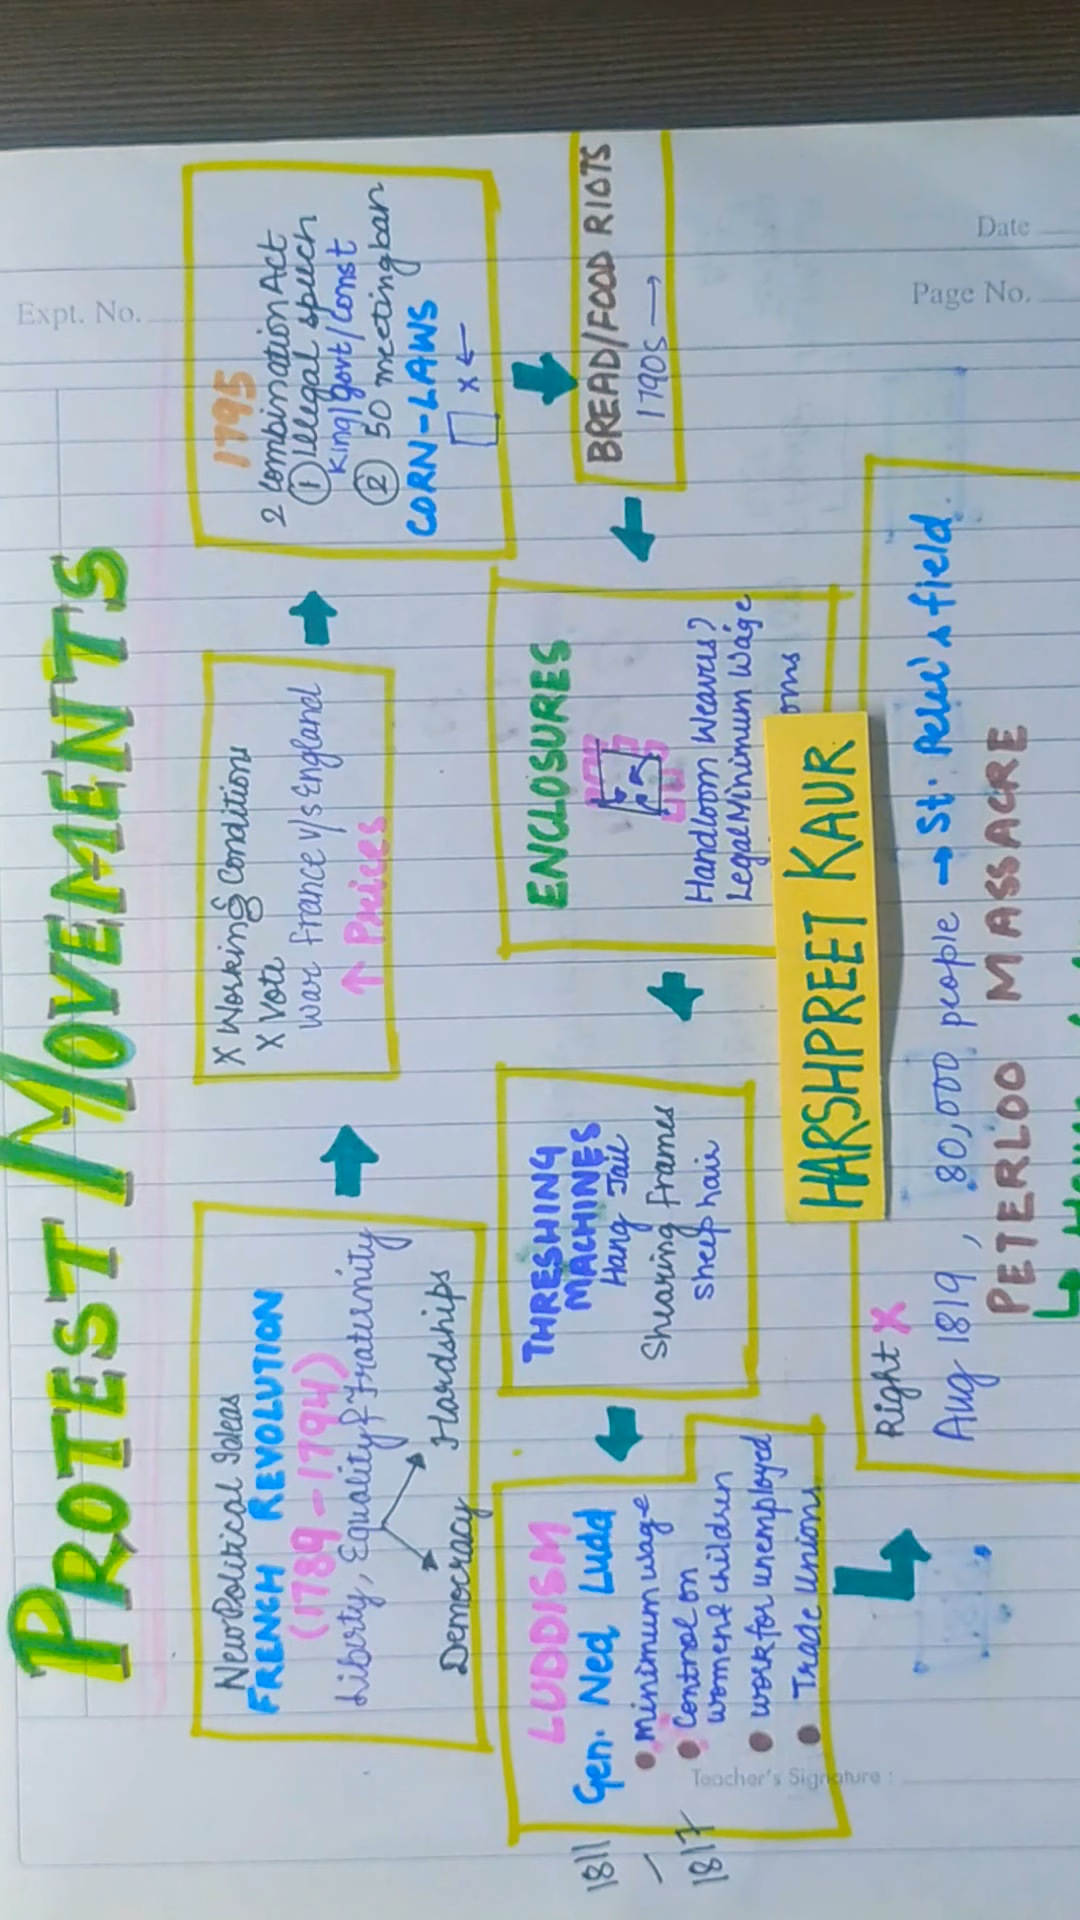 Expt. No.
Date
Page No.
PROTEST MOVEMENTS
New Political Ideas
FRENCH REVOLUTION
(1789-1794)
Liberty, Equality & Fraternity
Democracy
Hardships
X Working Condition
X Vote
War France v/s England
↑ Prices
1795
2 CombinationAct
① Illegal speech
King/Govt/Const
② 50 meeting ban
CORN-LAWS
X ←
BREAD/FOOD RIOTS
1790s →
ENCLOSURES
Handloom Weavers?
Legal Minimum Wage
oms
THRESHING
MACHINES
Hang Jail
Shearing Frames
sheep hair
LUDDISM
1811 Gen. Ned Ludd
–
1817
• Minimum wage
• Control on
women & children
• work for unemployed
• Trade Unions
Teacher's Signature :
HARSHPREET KAUR
Right X
Aug 1819, 80,000 people → St. Peter's field
PETERLOO MASSACRE